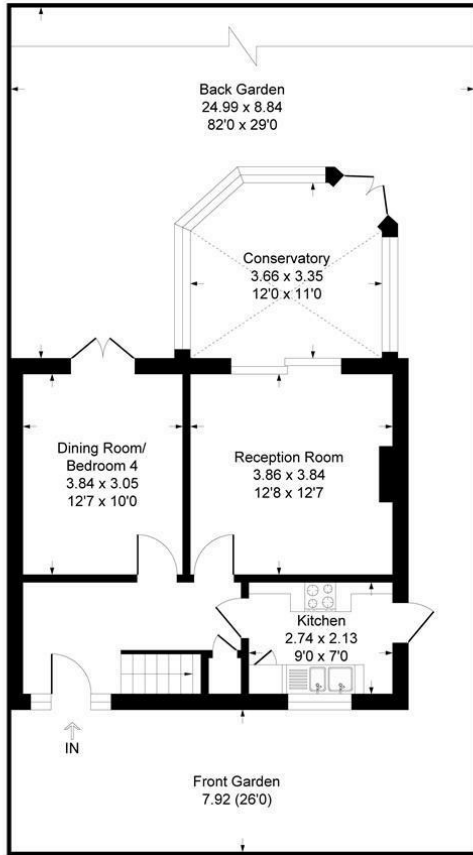 Back Garden
24.99 x 8.84
82'0 x 29'0
Conservatory
3.66 x 3.35
12'0 x 11'0
Dining Room/
Bedroom 4
3.84 x 3.05
12'7 x 10'0
Reception Room
3.86 x 3.84
12'8 x 12'7
Kitchen
2.74 x 2.13
9'0 x 7'0
IN
Front Garden
7.92 (26'0)